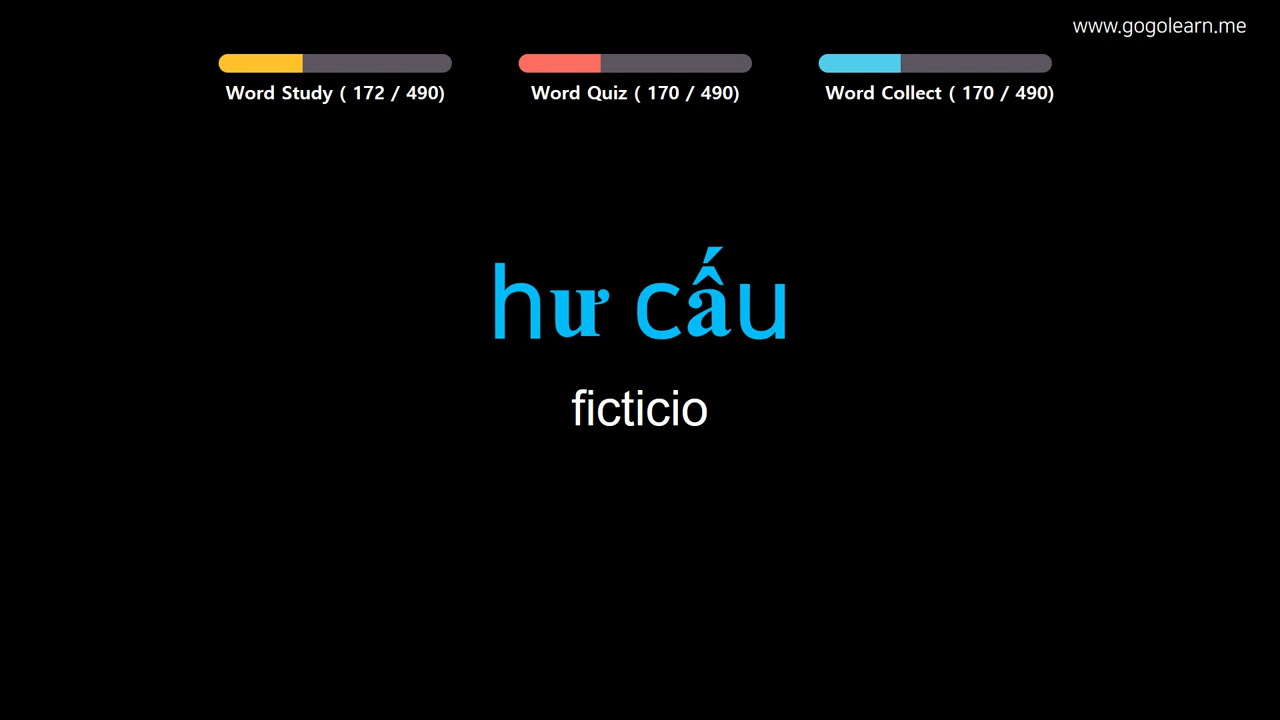 www.gogolearn.me
Word Study ( 172 / 490)
Word Quiz ( 170 / 490)
Word Collect ( 170 / 490)
hư cấu
ficticio